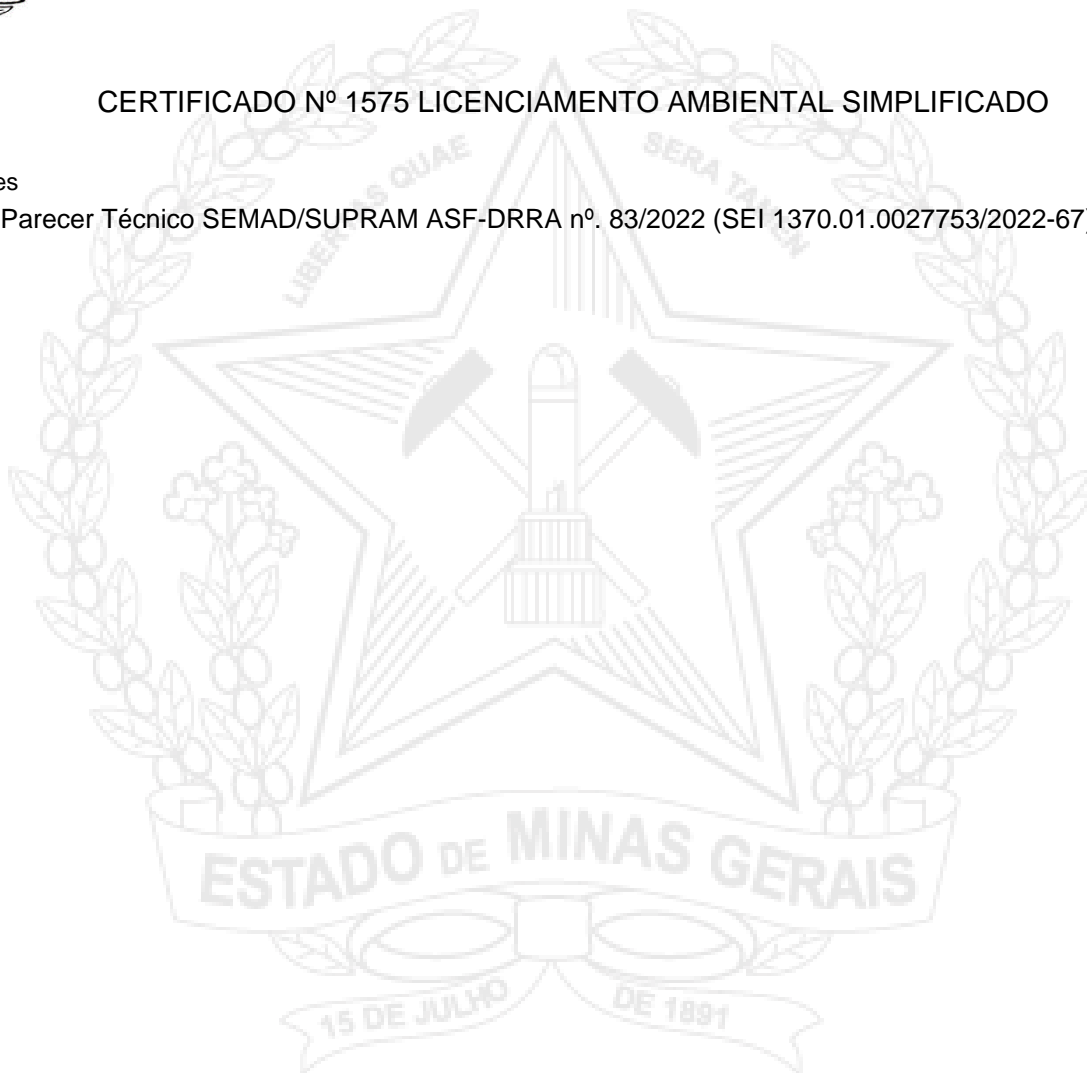 CERTIFICADO Nº 1575 LICENCIAMENTO AMBIENTAL SIMPLIFICADO
LIBERTAS QUAE SERA TAMEN
es
Parecer Técnico SEMAD/SUPRAM ASF-DRRA nº. 83/2022 (SEI 1370.01.0027753/2022-67)
ESTADO DE MINAS GERAIS
15 DE JULHO DE 1891